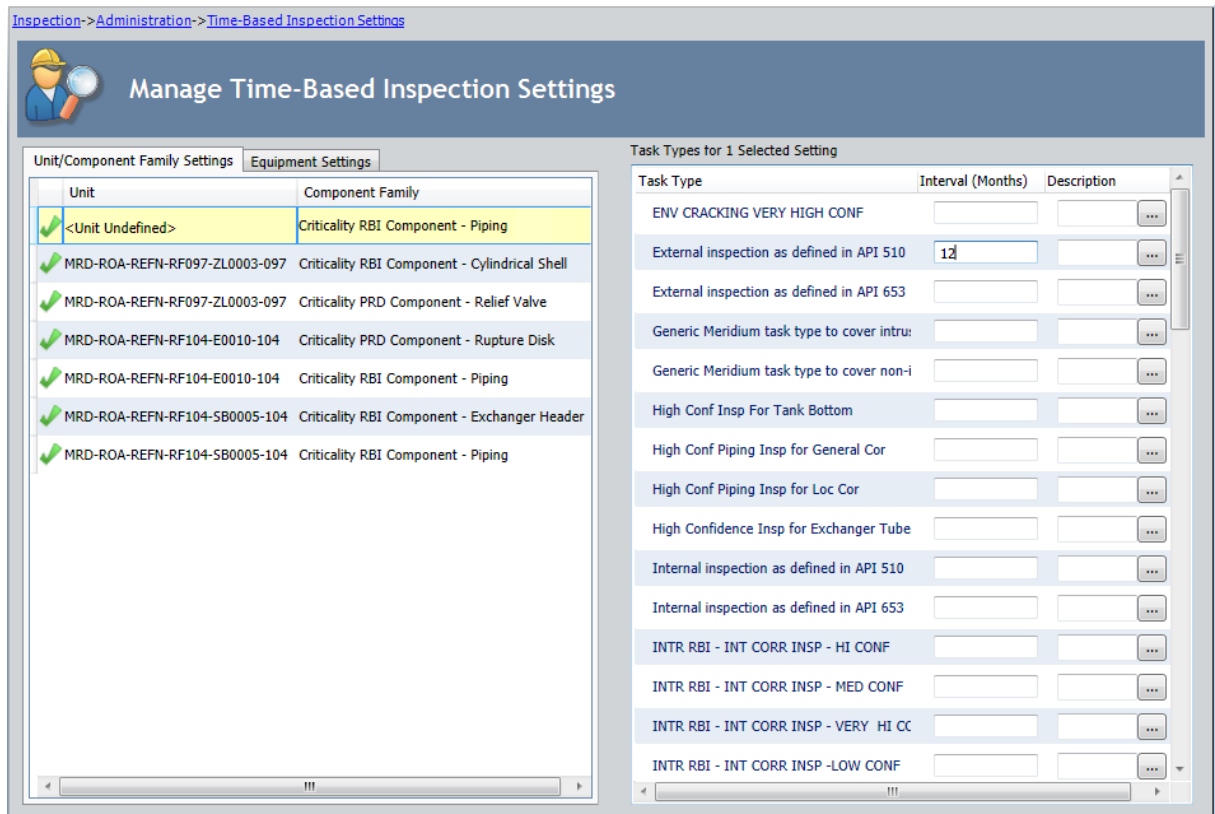 Inspection->Administration->Time-Based Inspection Settings
Manage Time-Based Inspection Settings
Unit/Component Family Settings Equipment Settings
Unit Component Family
<Unit Undefined> Criticality RBI Component - Piping
MRD-ROA-REFN-RF097-ZL0003-097 Criticality RBI Component - Cylindrical Shell
MRD-ROA-REFN-RF097-ZL0003-097 Criticality PRD Component - Relief Valve
MRD-ROA-REFN-RF104-E0010-104 Criticality PRD Component - Rupture Disk
MRD-ROA-REFN-RF104-E0010-104 Criticality RBI Component - Piping
MRD-ROA-REFN-RF104-SB0005-104 Criticality RBI Component - Exchanger Header
MRD-ROA-REFN-RF104-SB0005-104 Criticality RBI Component - Piping
Task Types for 1 Selected Setting
Task Type Interval (Months) Description
ENV CRACKING VERY HIGH CONF ...
External inspection as defined in API 510 12 ...
External inspection as defined in API 653 ...
Generic Meridium task type to cover intrus ...
Generic Meridium task type to cover non-i ...
High Conf Insp For Tank Bottom ...
High Conf Piping Insp for General Cor ...
High Conf Piping Insp for Loc Cor ...
High Confidence Insp for Exchanger Tube ...
Internal inspection as defined in API 510 ...
Internal inspection as defined in API 653 ...
INTR RBI - INT CORR INSP - HI CONF ...
INTR RBI - INT CORR INSP - MED CONF ...
INTR RBI - INT CORR INSP - VERY HI CO ...
INTR RBI - INT CORR INSP -LOW CONF ...